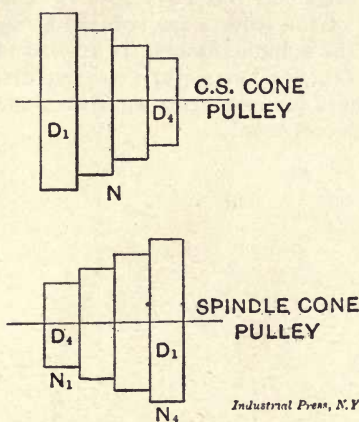 C.S. CONE
PULLEY
D1
D4
N
SPINDLE CONE
PULLEY
D4
D1
N1
N4
Industrial Press, N.Y